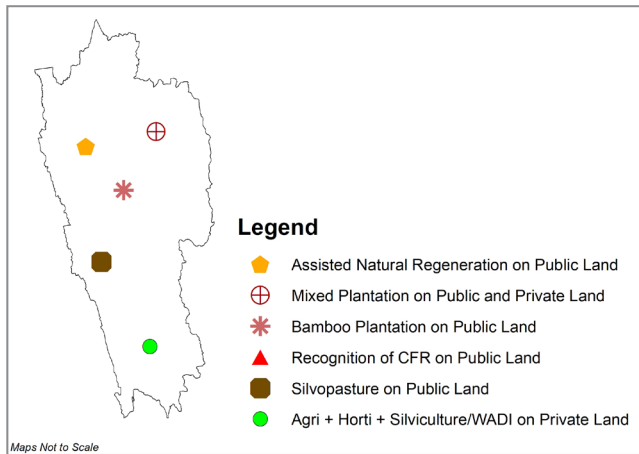 Legend
Assisted Natural Regeneration on Public Land
Mixed Plantation on Public and Private Land
Bamboo Plantation on Public Land
Recognition of CFR on Public Land
Silvopasture on Public Land
Agri + Horti + Silviculture/WADI on Private Land
Maps Not to Scale